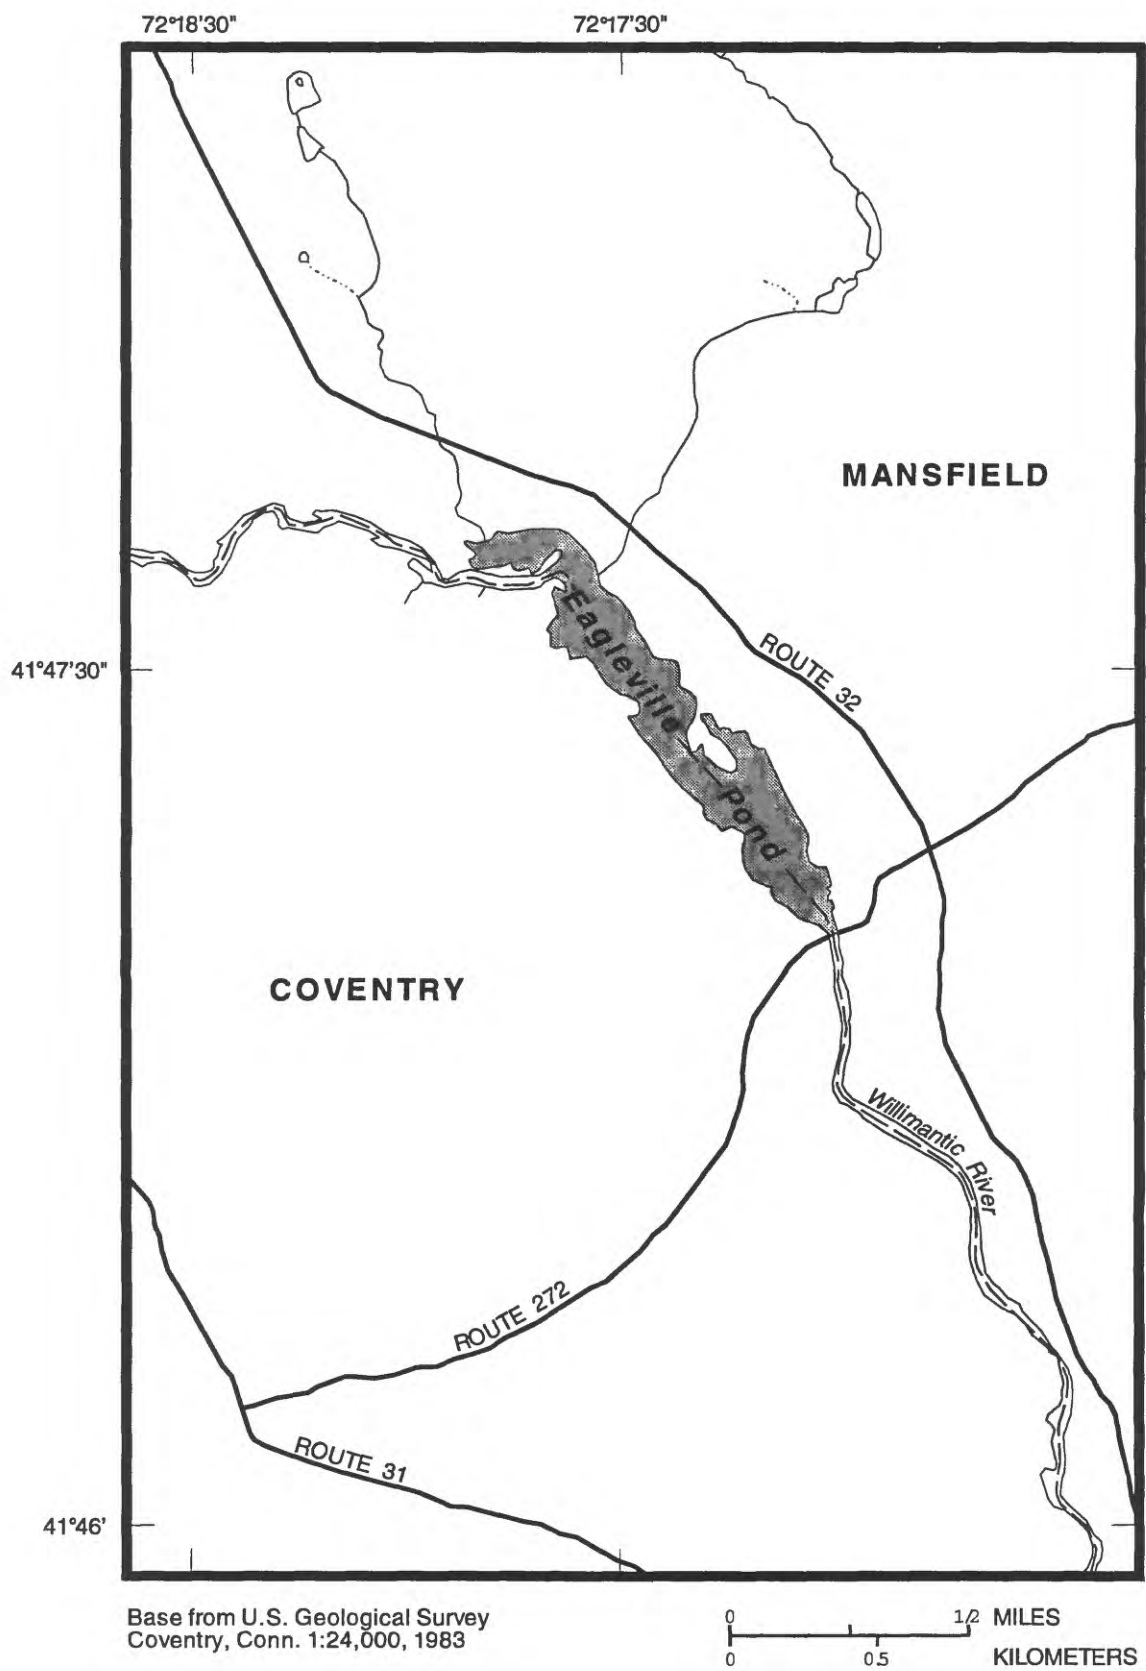 72°18'30" 72°17'30"
MANSFIELD
Eagleville Pond
41°47'30"
ROUTE 32
COVENTRY
Willimantic River
ROUTE 272
ROUTE 31
41°46'
Base from U.S. Geological Survey
Coventry, Conn. 1:24,000, 1983
0 1/2 MILES
0 0.5 KILOMETERS